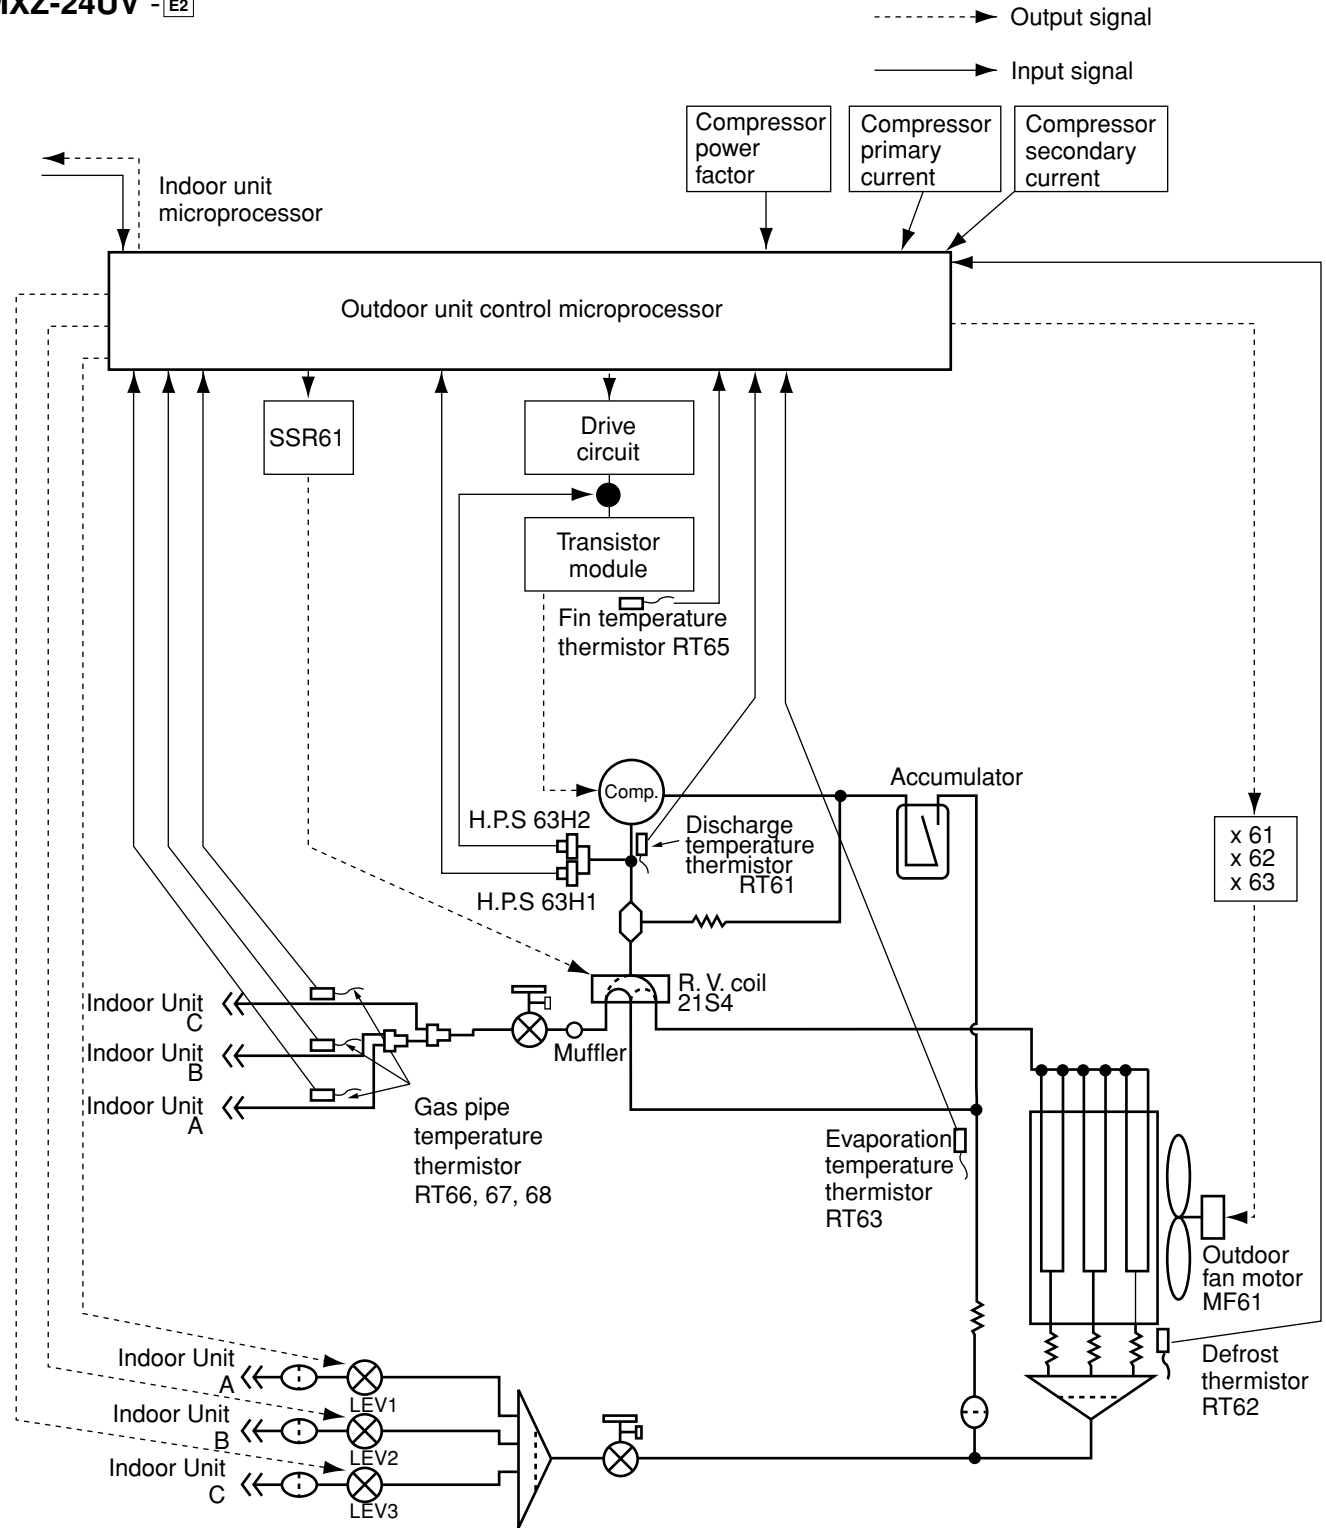 MXZ-24UV - E2
Output signal
Input signal
Compressor
power
factor
Compressor
primary
current
Compressor
secondary
current
Indoor unit
microprocessor
Outdoor unit control microprocessor
SSR61
Drive
circuit
Transistor
module
Fin temperature
thermistor RT65
Comp.
Accumulator
H.P.S 63H2
Discharge
temperature
thermistor
RT61
H.P.S 63H1
x 61
x 62
x 63
R. V. coil
21S4
Indoor Unit
C
Muffler
Indoor Unit
B
Indoor Unit
A
Gas pipe
temperature
thermistor
RT66, 67, 68
Evaporation
temperature
thermistor
RT63
Outdoor
fan motor
MF61
Defrost
thermistor
RT62
Indoor Unit
A
LEV1
Indoor Unit
B
LEV2
Indoor Unit
C
LEV3